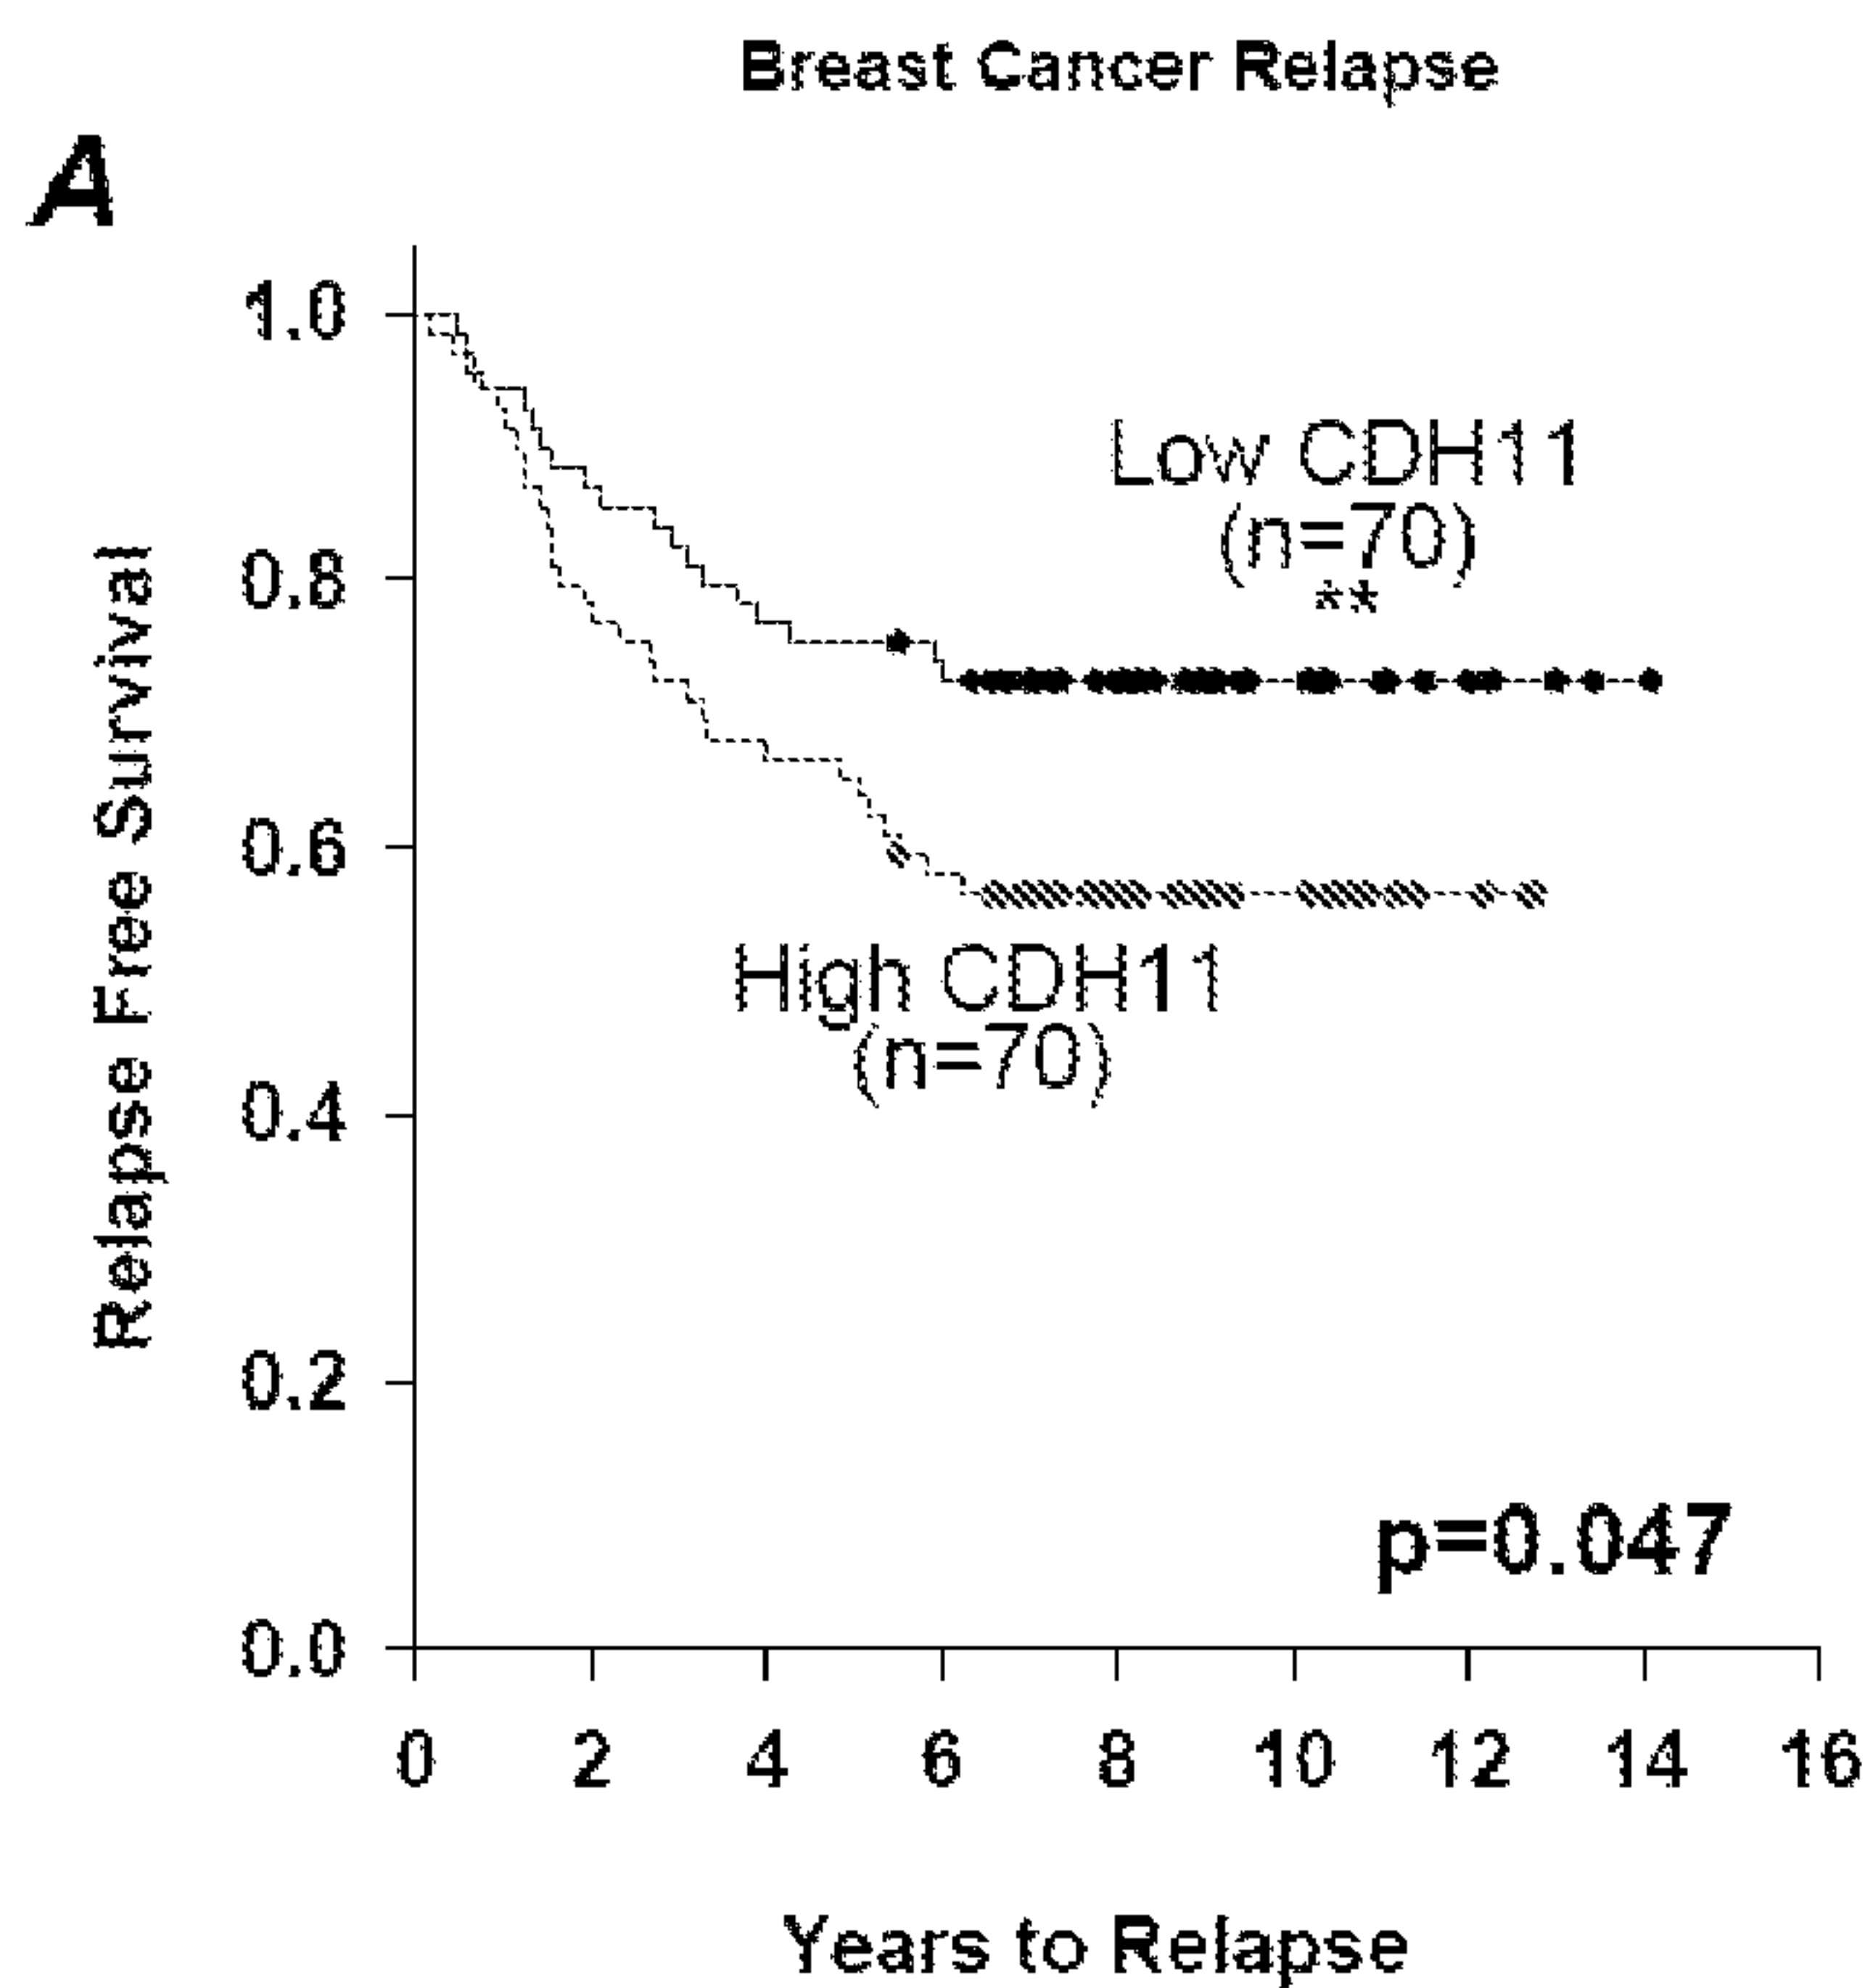 Breast Cancer Relapse
A
1.0
0.8
0.6
0.4
0.2
0.0
Relapse Free Survival
Low CDH11
(n=70)
**
High CDH11
(n=70)
p=0.047
0 2 4 6 8 10 12 14 16
Years to Relapse